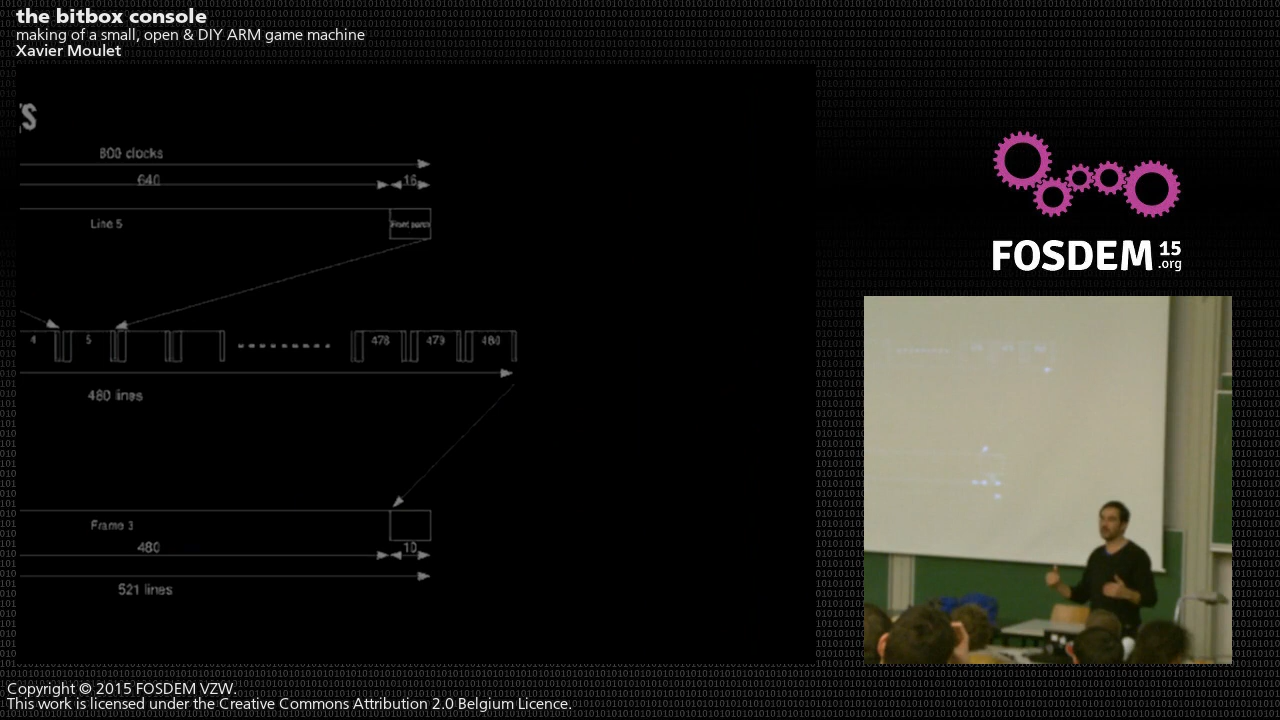 the bitbox console
making of a small, open & DIY ARM game machine
Xavier Moulet
800 clocks
640
16
Line 5
Front porch
4
5
478
479
480
480 lines
Frame 3
480
10
521 lines
FOSDEM 15
.org
Copyright © 2015 FOSDEM VZW.
This work is licensed under the Creative Commons Attribution 2.0 Belgium Licence.